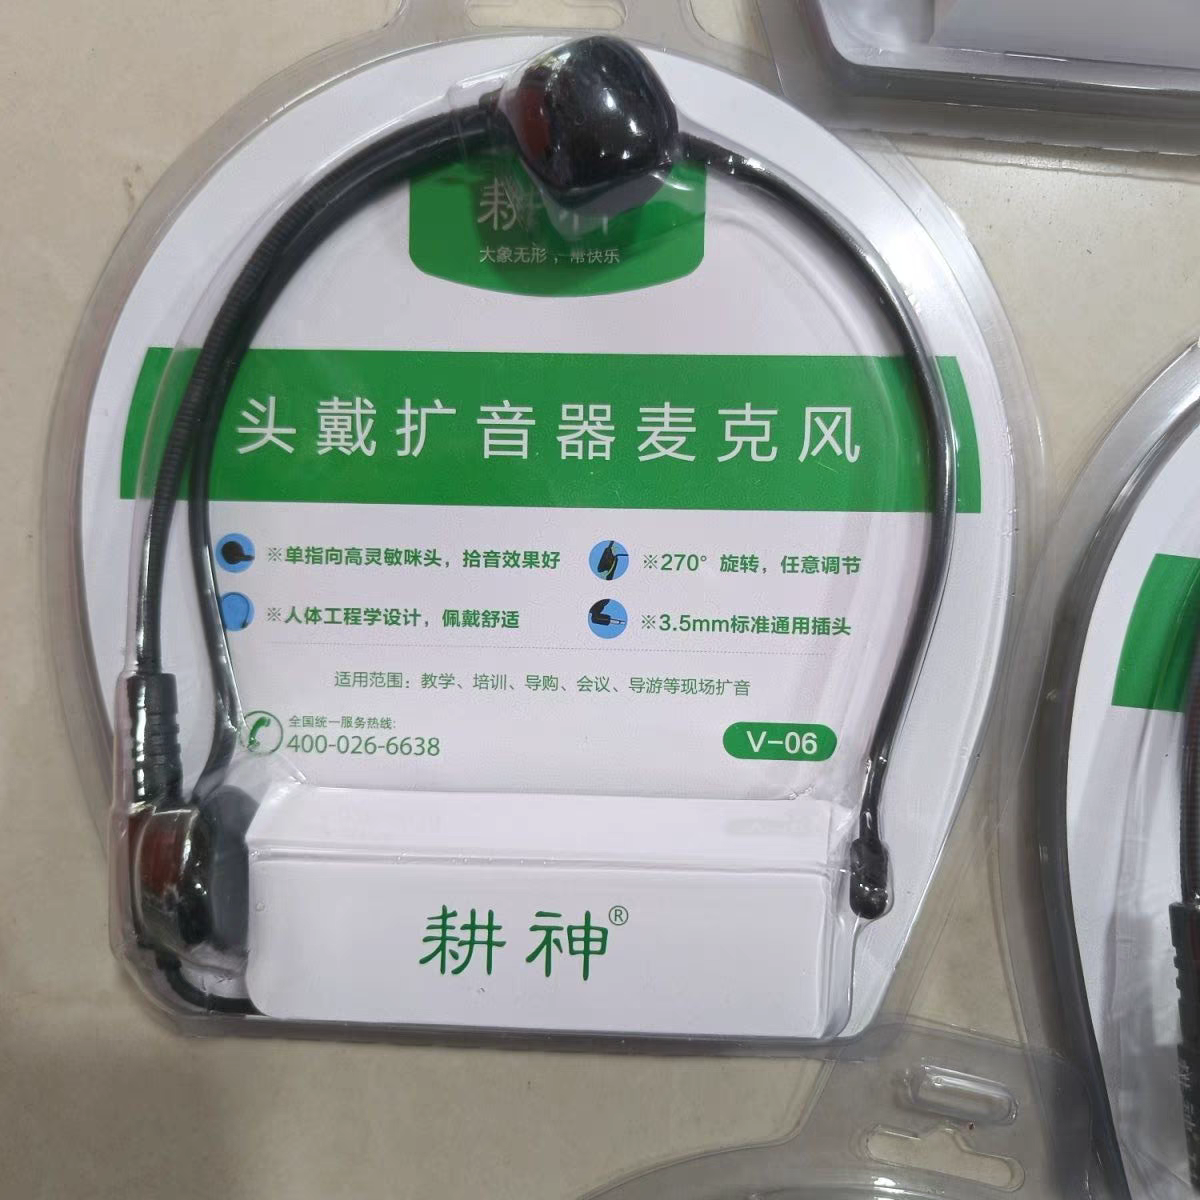 耕神
大象无形，常快乐
头戴扩音器麦克风
※单指向高灵敏咪头，拾音效果好
※270°旋转，任意调节
※人体工程学设计，佩戴舒适
※3.5mm标准通用插头
适用范围：教学、培训、导购、会议、导游等现场扩音
全国统一服务热线:
400-026-6638
V-06
耕神®